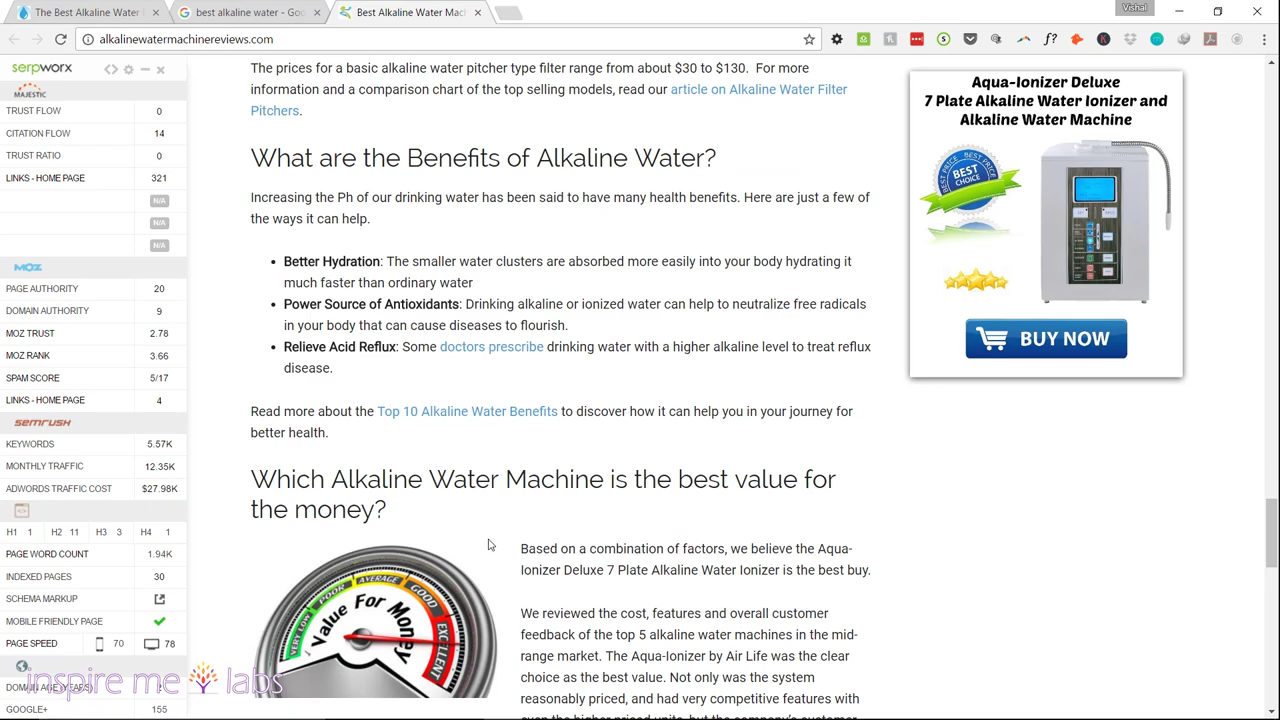 The Best Alkaline Water
best alkaline water - Goo
Best Alkaline Water Mac
Vishal
alkalinewatermachinereviews.com
serpworx
MAJESTIC
TRUST FLOW 0
CITATION FLOW 14
TRUST RATIO 0
LINKS - HOME PAGE 321
N/A
N/A
N/A
MOZ
PAGE AUTHORITY 20
DOMAIN AUTHORITY 9
MOZ TRUST 2.78
MOZ RANK 3.66
SPAM SCORE 5/17
LINKS - HOME PAGE 4
semrush
KEYWORDS 5.57K
MONTHLY TRAFFIC 12.35K
ADWORDS TRAFFIC COST $27.98K
H1 1 H2 11 H3 3 H4 1
PAGE WORD COUNT 1.94K
INDEXED PAGES 30
SCHEMA MARKUP
MOBILE FRIENDLY PAGE
PAGE SPEED 70 78
inspire me labs
GOOGLE+ 155
The prices for a basic alkaline water pitcher type filter range from about $30 to $130. For more
information and a comparison chart of the top selling models, read our article on Alkaline Water Filter
Pitchers.
What are the Benefits of Alkaline Water?
Increasing the Ph of our drinking water has been said to have many health benefits. Here are just a few of
the ways it can help.
Better Hydration: The smaller water clusters are absorbed more easily into your body hydrating it
much faster than ordinary water
Power Source of Antioxidants: Drinking alkaline or ionized water can help to neutralize free radicals
in your body that can cause diseases to flourish.
Relieve Acid Reflux: Some doctors prescribe drinking water with a higher alkaline level to treat reflux
disease.
Read more about the Top 10 Alkaline Water Benefits to discover how it can help you in your journey for
better health.
Which Alkaline Water Machine is the best value for
the money?
VERY LOW POOR AVERAGE GOOD EXCELLENT
Value For Money
Based on a combination of factors, we believe the Aqua-
Ionizer Deluxe 7 Plate Alkaline Water Ionizer is the best buy.
We reviewed the cost, features and overall customer
feedback of the top 5 alkaline water machines in the mid-
range market. The Aqua-Ionizer by Air Life was the clear
choice as the best value. Not only was the system
reasonably priced, and had very competitive features with
even the higher priced units, but the company's customer
Aqua-Ionizer Deluxe
7 Plate Alkaline Water Ionizer and
Alkaline Water Machine
BEST PRICE
BEST
CHOICE
BUY NOW